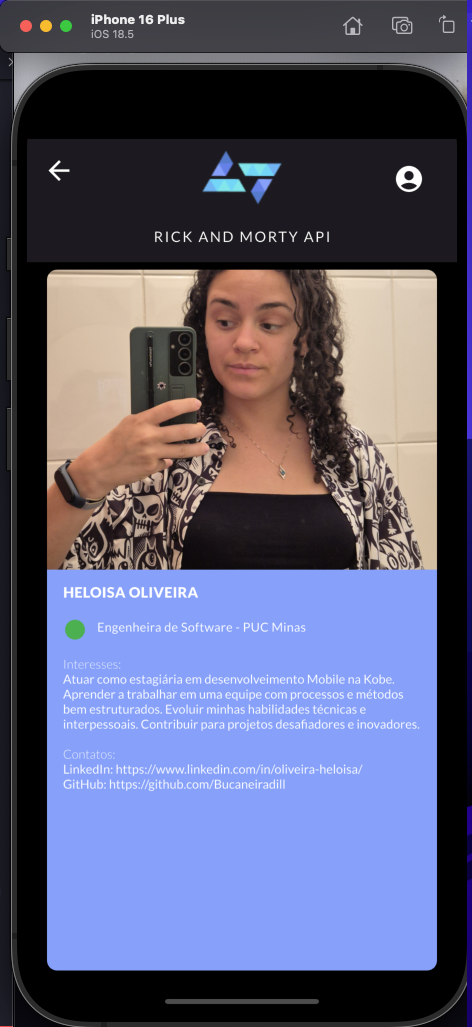 iPhone 16 Plus
iOS 18.5
RICK AND MORTY API
HELOISA OLIVEIRA
Engenheira de Software - PUC Minas
Interesses:
Atuar como estagiária em desenvolveimento Mobile na Kobe.
Aprender a trabalhar em uma equipe com processos e métodos
bem estruturados. Evoluir minhas habilidades técnicas e
interpessoais. Contribuir para projetos desafiadores e inovadores.
Contatos:
LinkedIn: https://www.linkedin.com/in/oliveira-heloisa/
GitHub: https://github.com/Bucaneiradill